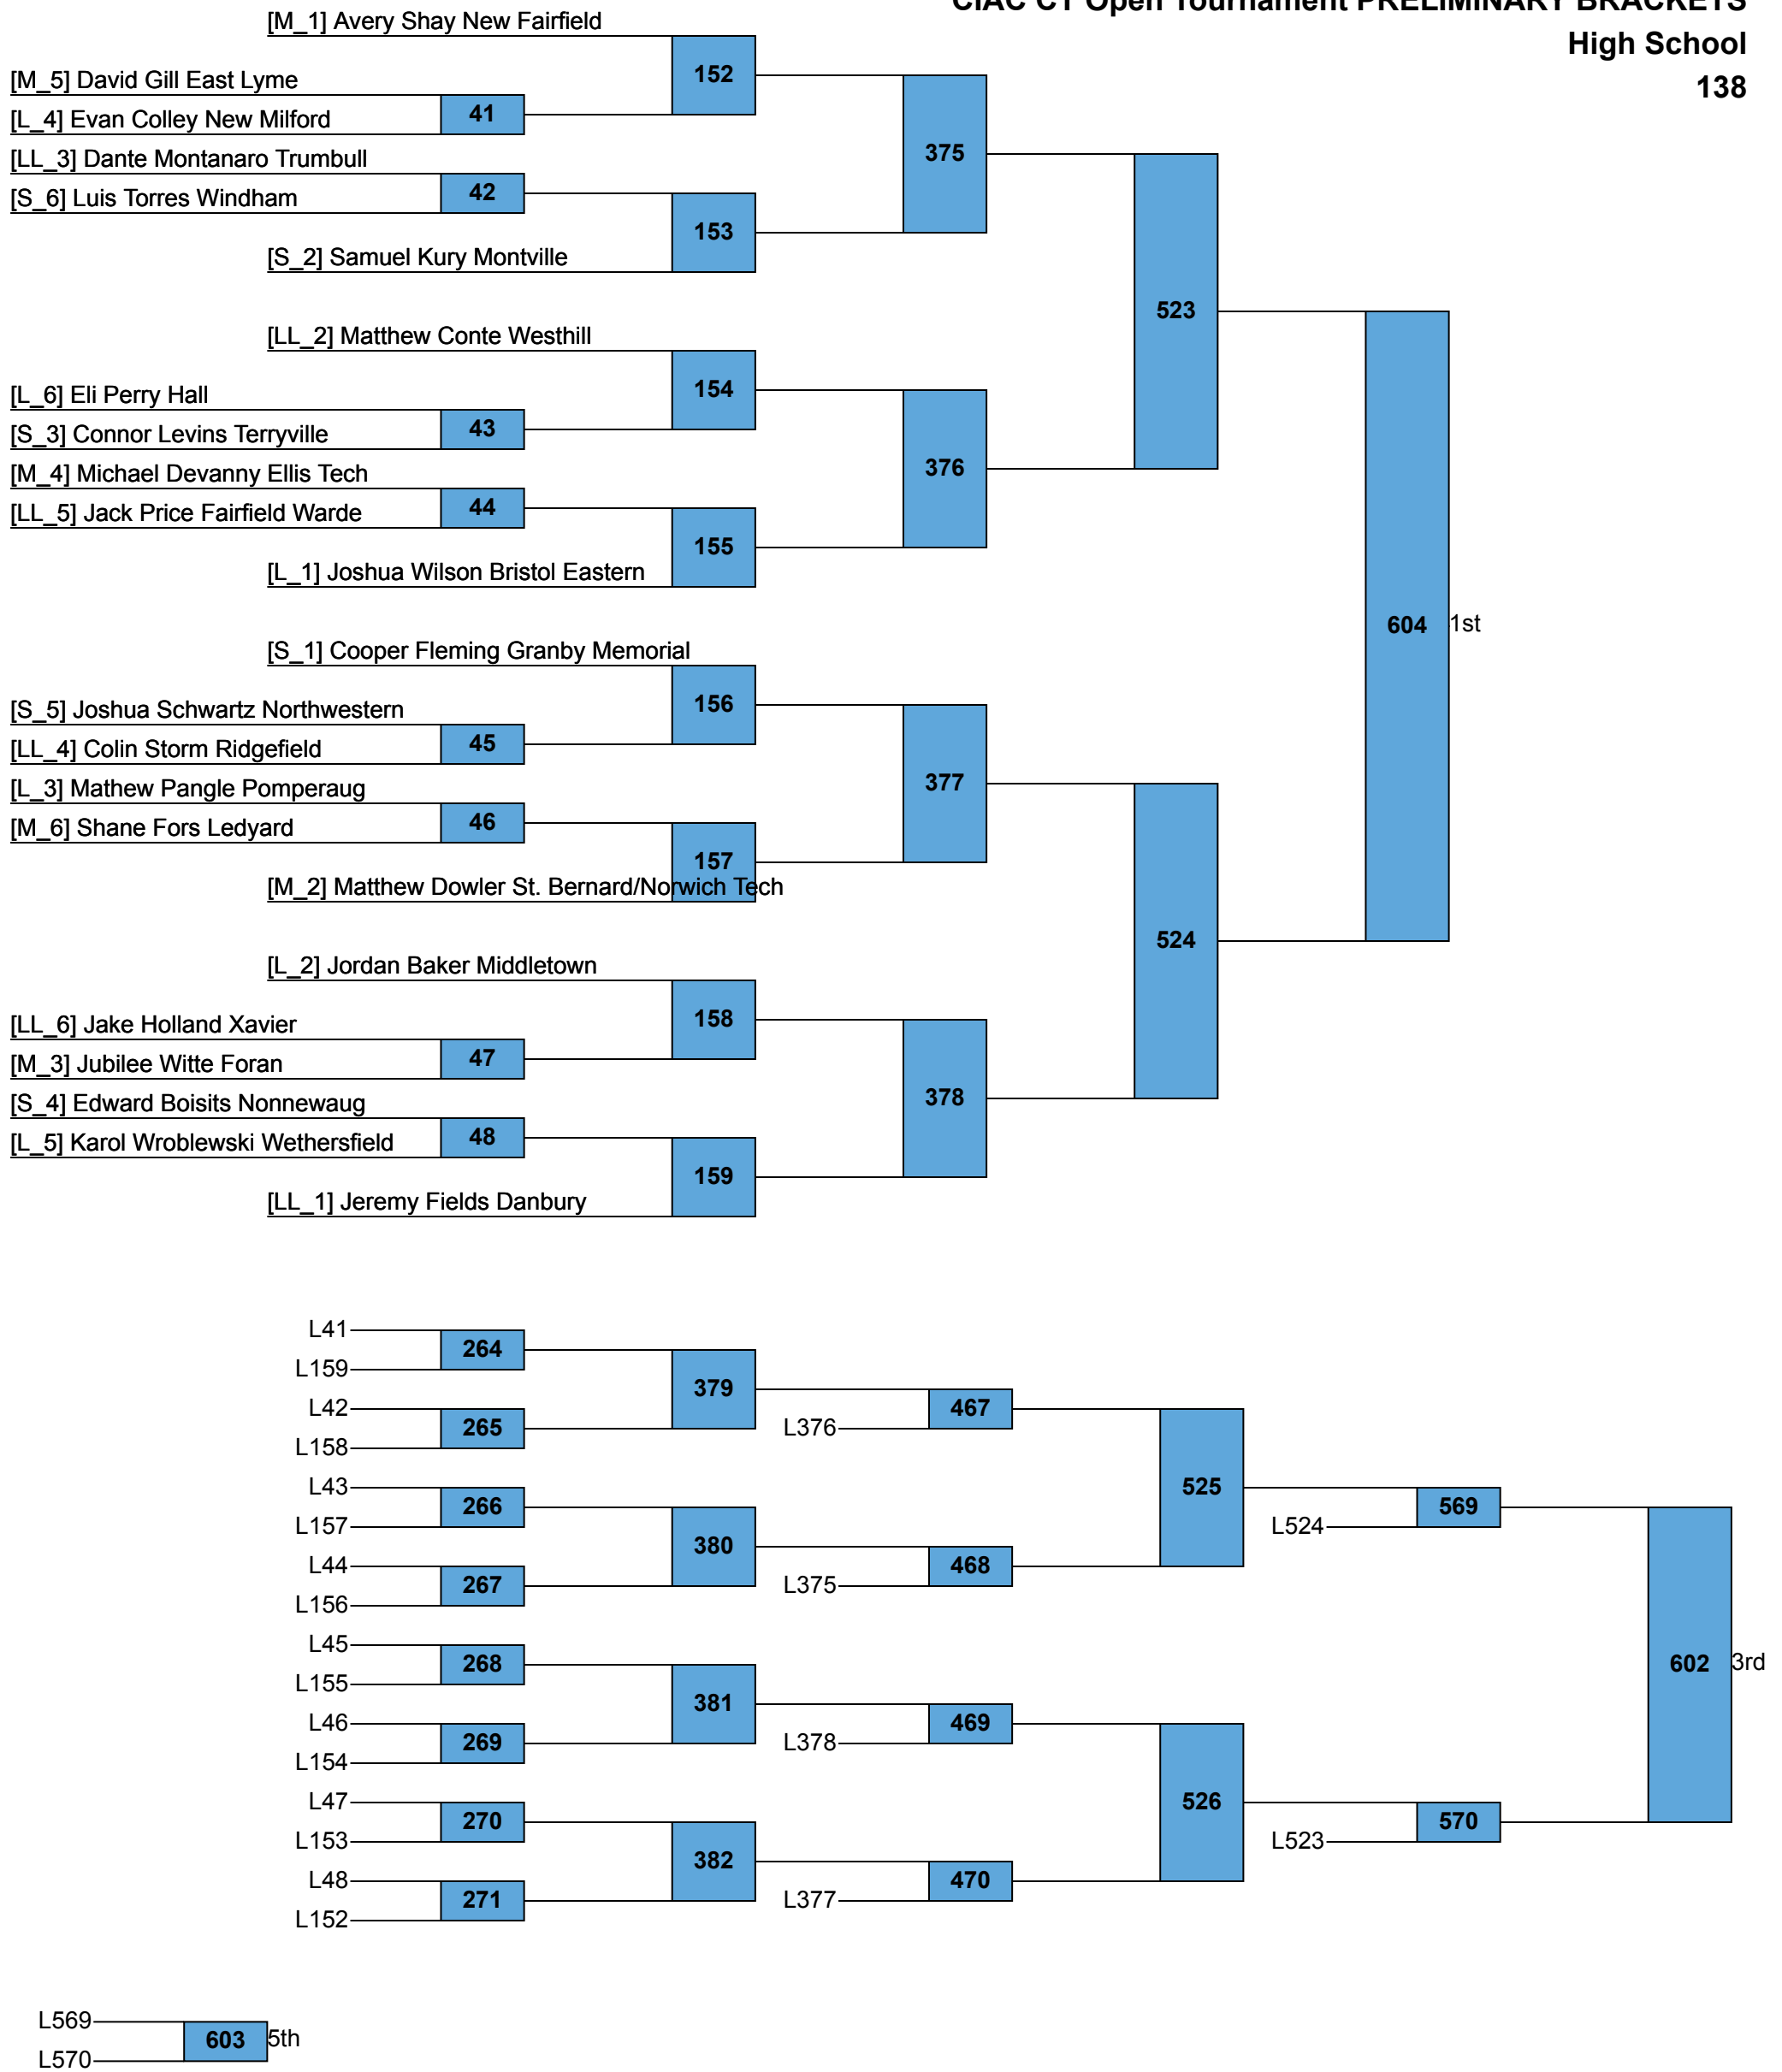 CIAC CT Open Tournament PRELIMINARY BRACKETS
High School
138
[M_1] Avery Shay New Fairfield
152
[M_5] David Gill East Lyme
41
[L_4] Evan Colley New Milford
375
[LL_3] Dante Montanaro Trumbull
42
[S_6] Luis Torres Windham
153
[S_2] Samuel Kury Montville
523
[LL_2] Matthew Conte Westhill
154
[L_6] Eli Perry Hall
43
[S_3] Connor Levins Terryville
376
[M_4] Michael Devanny Ellis Tech
44
[LL_5] Jack Price Fairfield Warde
155
[L_1] Joshua Wilson Bristol Eastern
604 1st
[S_1] Cooper Fleming Granby Memorial
156
[S_5] Joshua Schwartz Northwestern
45
[LL_4] Colin Storm Ridgefield
377
[L_3] Mathew Pangle Pomperaug
46
[M_6] Shane Fors Ledyard
157
[M_2] Matthew Dowler St. Bernard/Norwich Tech
524
[L_2] Jordan Baker Middletown
158
[LL_6] Jake Holland Xavier
47
[M_3] Jubilee Witte Foran
378
[S_4] Edward Boisits Nonnewaug
48
[L_5] Karol Wroblewski Wethersfield
159
[LL_1] Jeremy Fields Danbury
L41
264
L159
379
L42
467
265
L376
L158
L43
525
266
569
L157
L524
380
L44
468
267
L375
L156
L45
268
602 3rd
L155
381
L46
469
269
L378
L154
L47
526
270
570
L153
L523
382
L48
470
271
L377
L152
L569
603 5th
L570